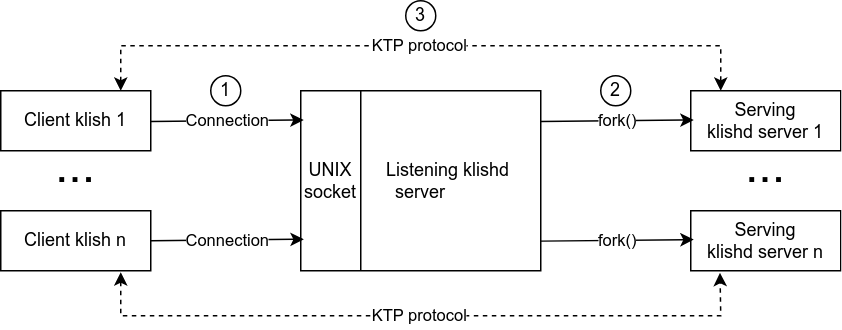 3
KTP protocol
1
2
Client klish 1
Connection
fork()
Serving
klishd server 1
...
UNIX
socket
Listening klishd
server
...
Client klish n
Connection
fork()
Serving
klishd server n
KTP protocol